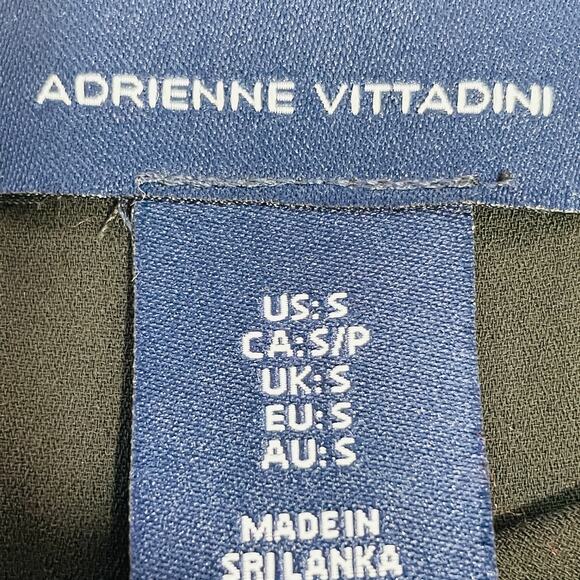 ADRIENNE VITTADINI
US: S
CA: S/P
UK: S
EU: S
AU: S
MADE IN
SRI LANKA